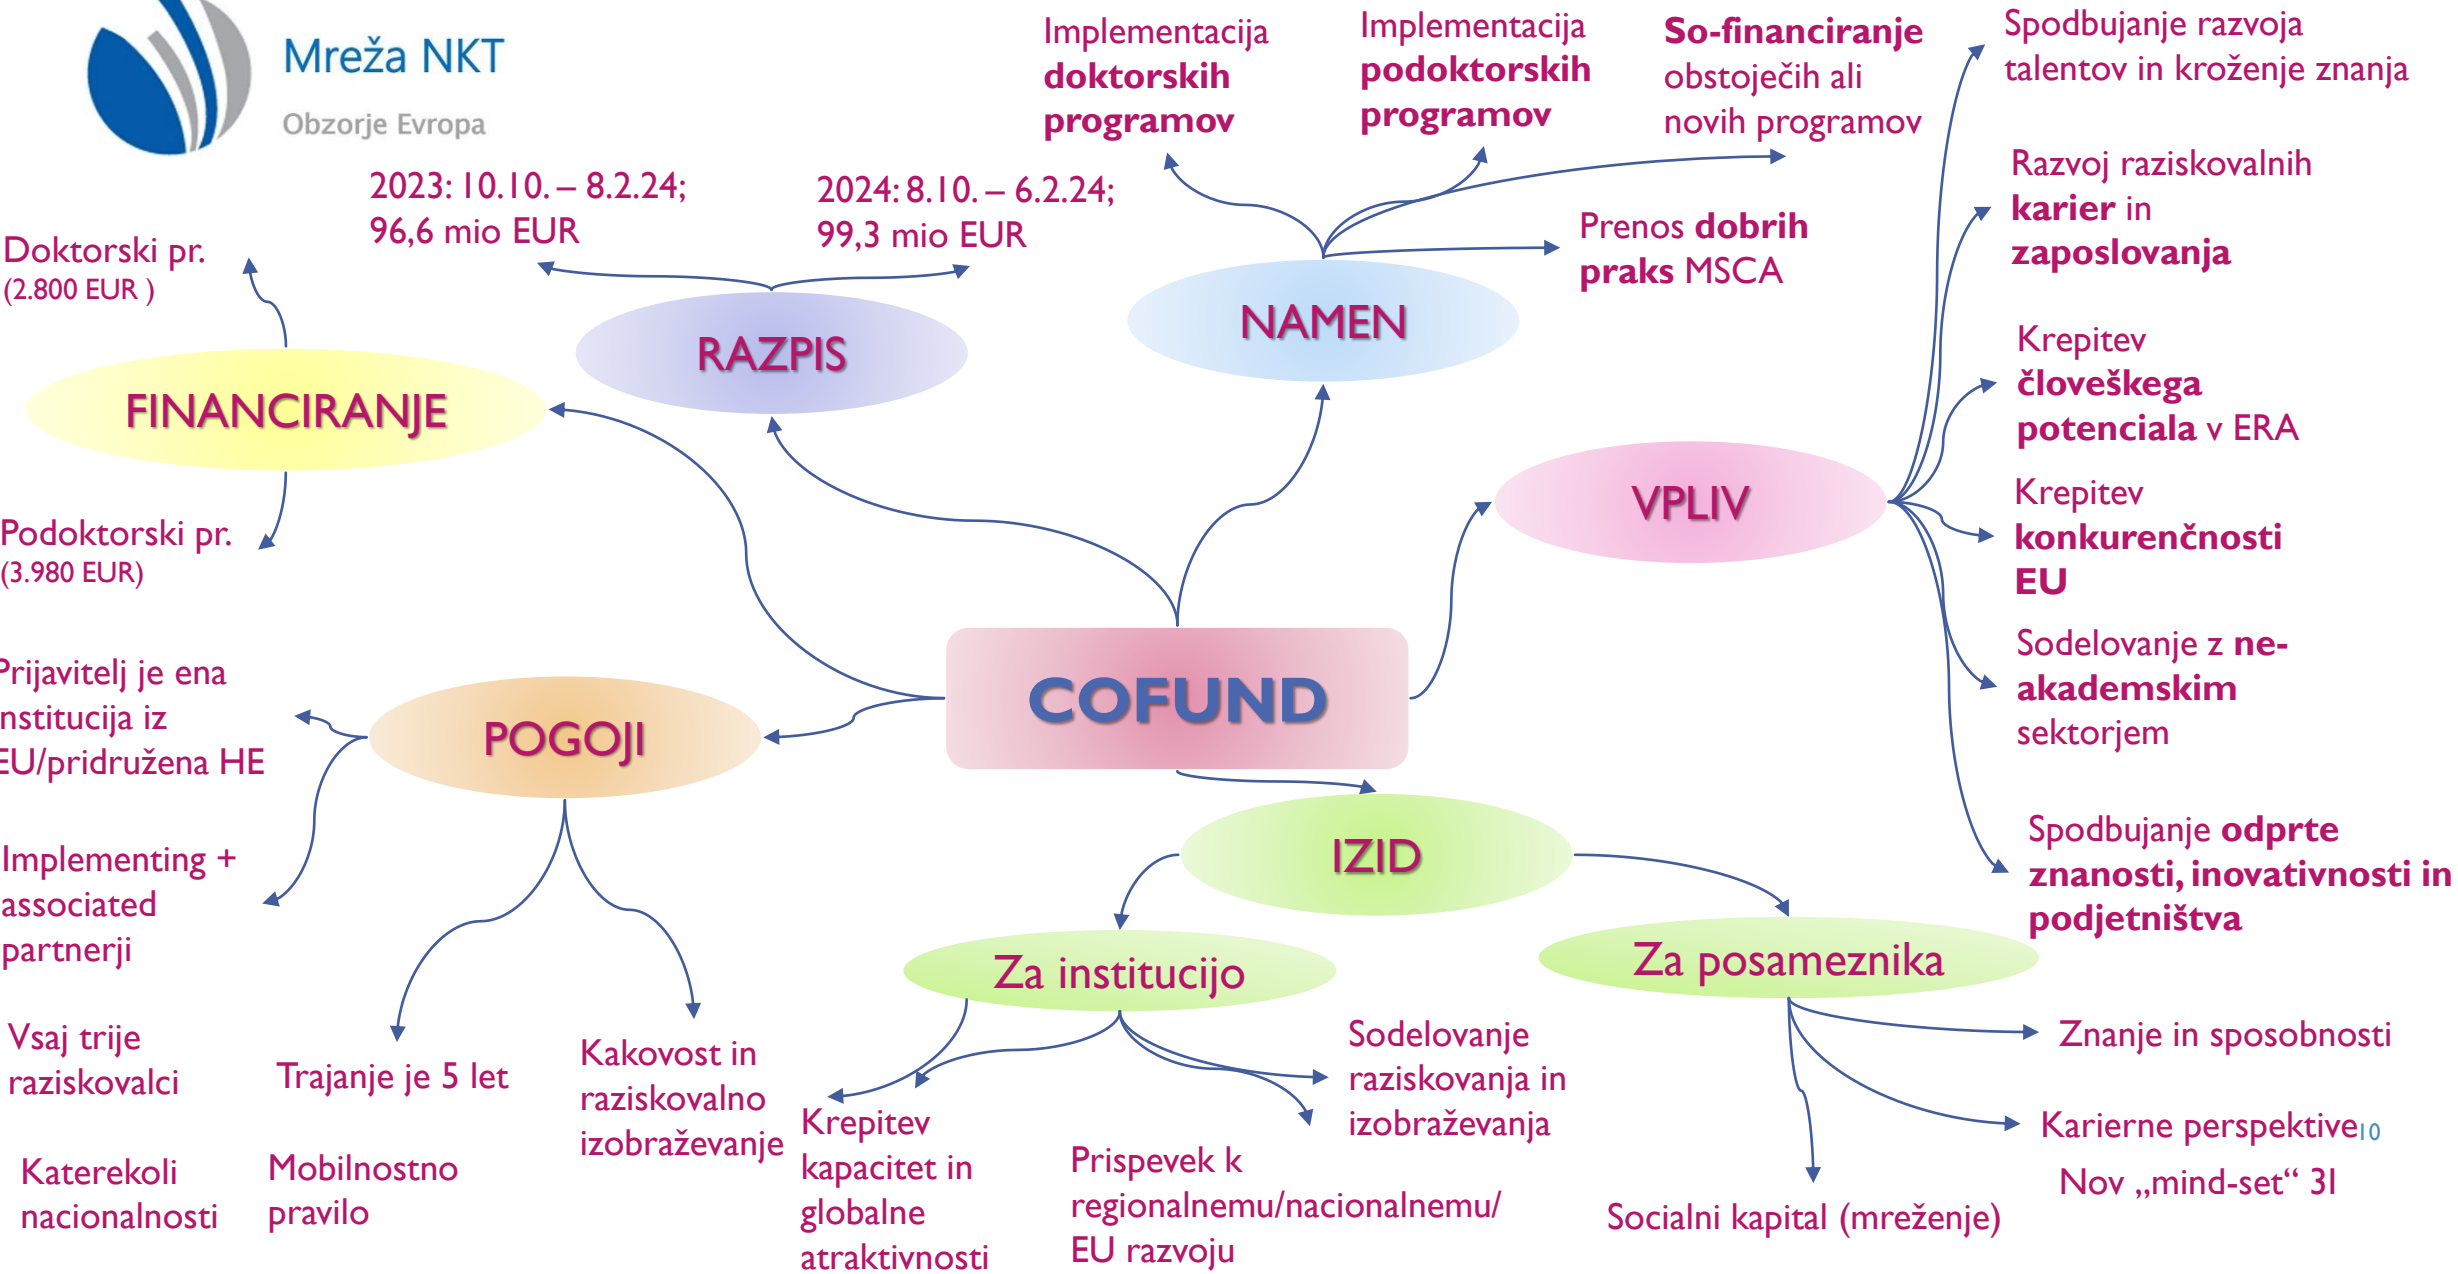 Mreža NKT
Obzorje Evropa
Implementacija
doktorskih
programov
Implementacija
podoktorskih
programov
So-financiranje
obstoječih ali
novih programov
Spodbujanje razvoja
talentov in kroženje znanja
2023: 10.10. – 8.2.24;
96,6 mio EUR
2024: 8.10. – 6.2.24;
99,3 mio EUR
Prenos dobrih
praks MSCA
Razvoj raziskovalnih
karier in
zaposlovanja
Doktorski pr.
(2.800 EUR )
FINANCIRANJE
RAZPIS
NAMEN
Krepitev
človeškega
potenciala v ERA
Podoktorski pr.
(3.980 EUR)
VPLIV
Krepitev
konkurenčnosti
EU
Prijavitelj je ena
institucija iz
EU/pridružena HE
POGOJI
COFUND
Sodelovanje z ne-
akademskim
sektorjem
Implementing +
associated
partnerji
IZID
Spodbujanje odprte
znanosti, inovativnosti in
podjetništva
Za institucijo
Za posameznika
Vsaj trije
raziskovalci
Trajanje je 5 let
Kakovost in
raziskovalno
izobraževanje
Krepitev
kapacitet in
globalne
atraktivnosti
Sodelovanje
raziskovanja in
izobraževanja
Znanje in sposobnosti
Karierne perspektive
10
Nov „mind-set“ 3I
Katerekoli
nacionalnosti
Mobilnostno
pravilo
Prispevek k
regionalnemu/nacionalnemu/
EU razvoju
Socialni kapital (mreženje)